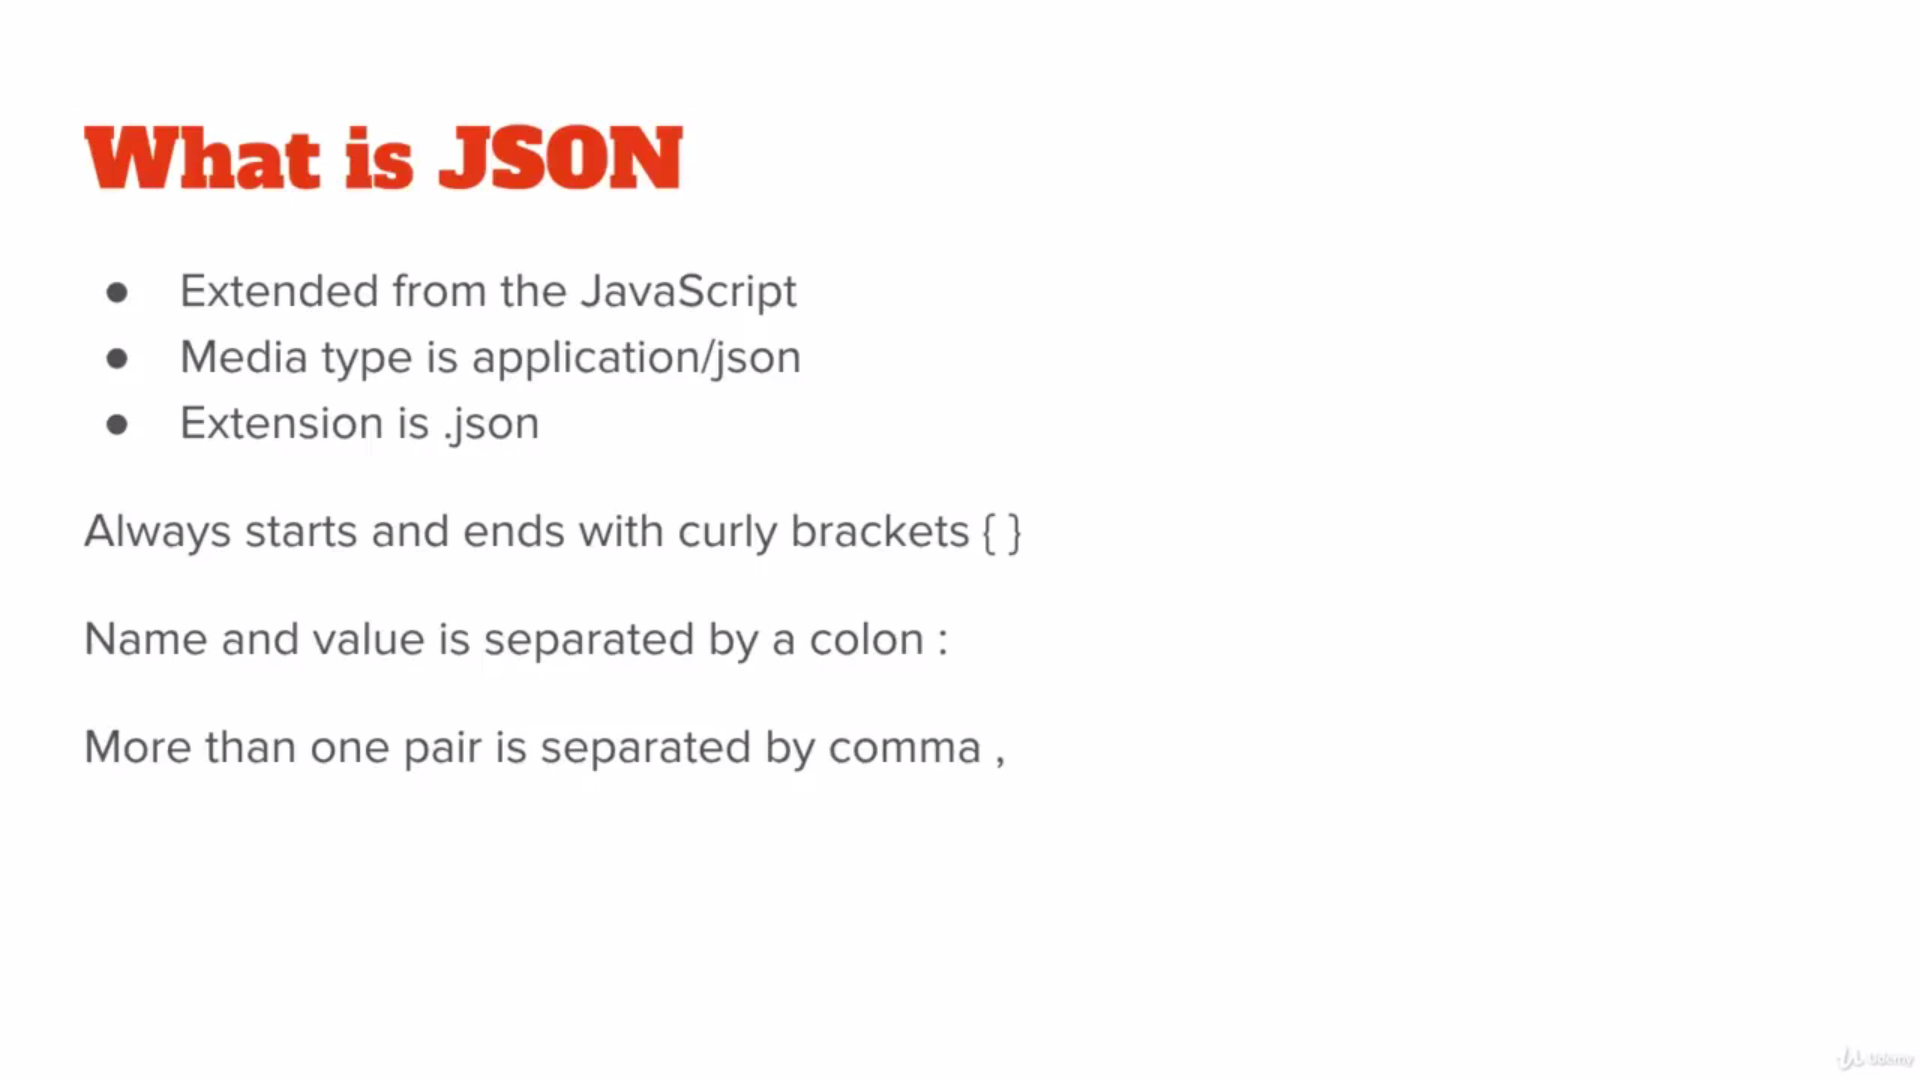 What is JSON
● Extended from the JavaScript
● Media type is application/json
● Extension is .json
Always starts and ends with curly brackets { }
Name and value is separated by a colon :
More than one pair is separated by comma ,
Udemy